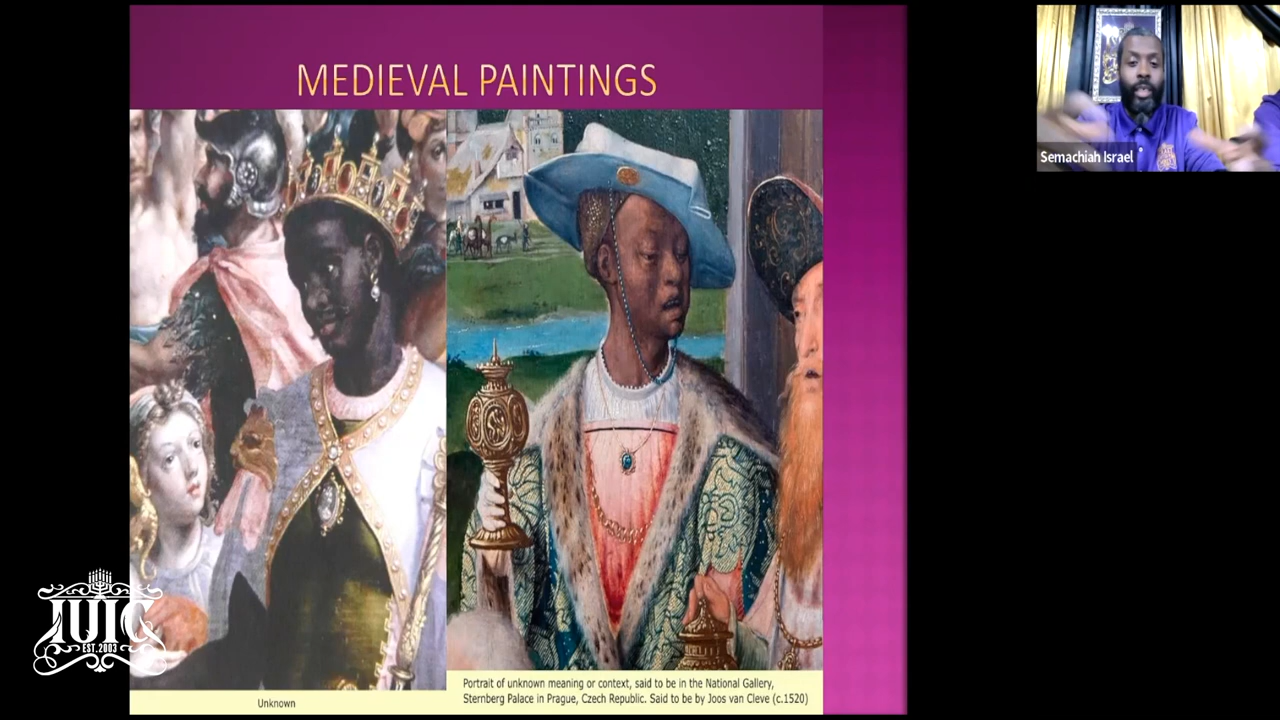 MEDIEVAL PAINTINGS
Semachiah Israel
IUIC
EST. 2003
Unknown
Portrait of unknown meaning or context, said to be in the National Gallery,
Sternberg Palace in Prague, Czech Republic. Said to be by Joos van Cleve (c.1520)